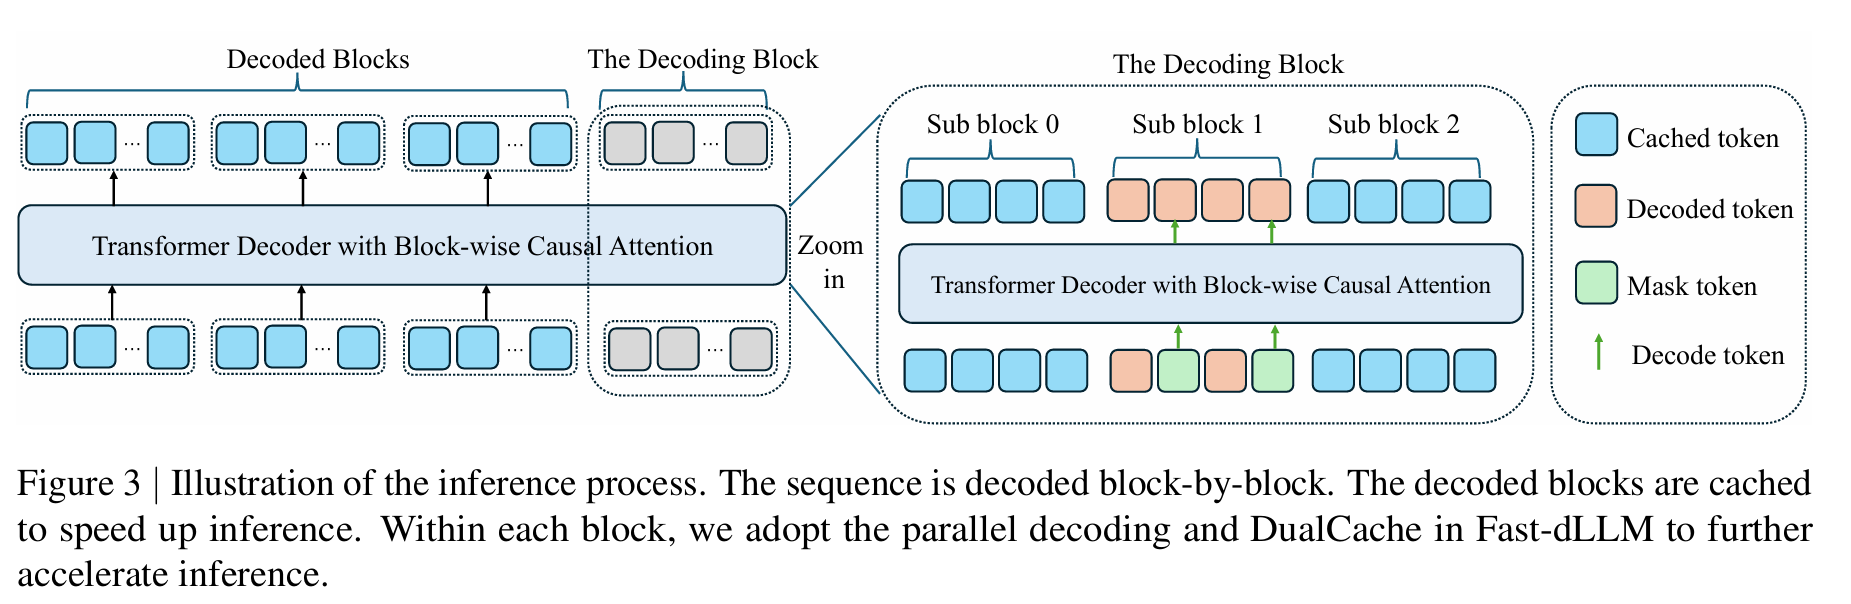 Decoded Blocks
The Decoding Block
...
...
...
...
Transformer Decoder with Block-wise Causal Attention
...
...
...
...
Zoom
in
The Decoding Block
Sub block 0
Sub block 1
Sub block 2
Transformer Decoder with Block-wise Causal Attention
Cached token
Decoded token
Mask token
Decode token
Figure 3 | Illustration of the inference process. The sequence is decoded block-by-block. The decoded blocks are cached
to speed up inference. Within each block, we adopt the parallel decoding and DualCache in Fast-dLLM to further
accelerate inference.